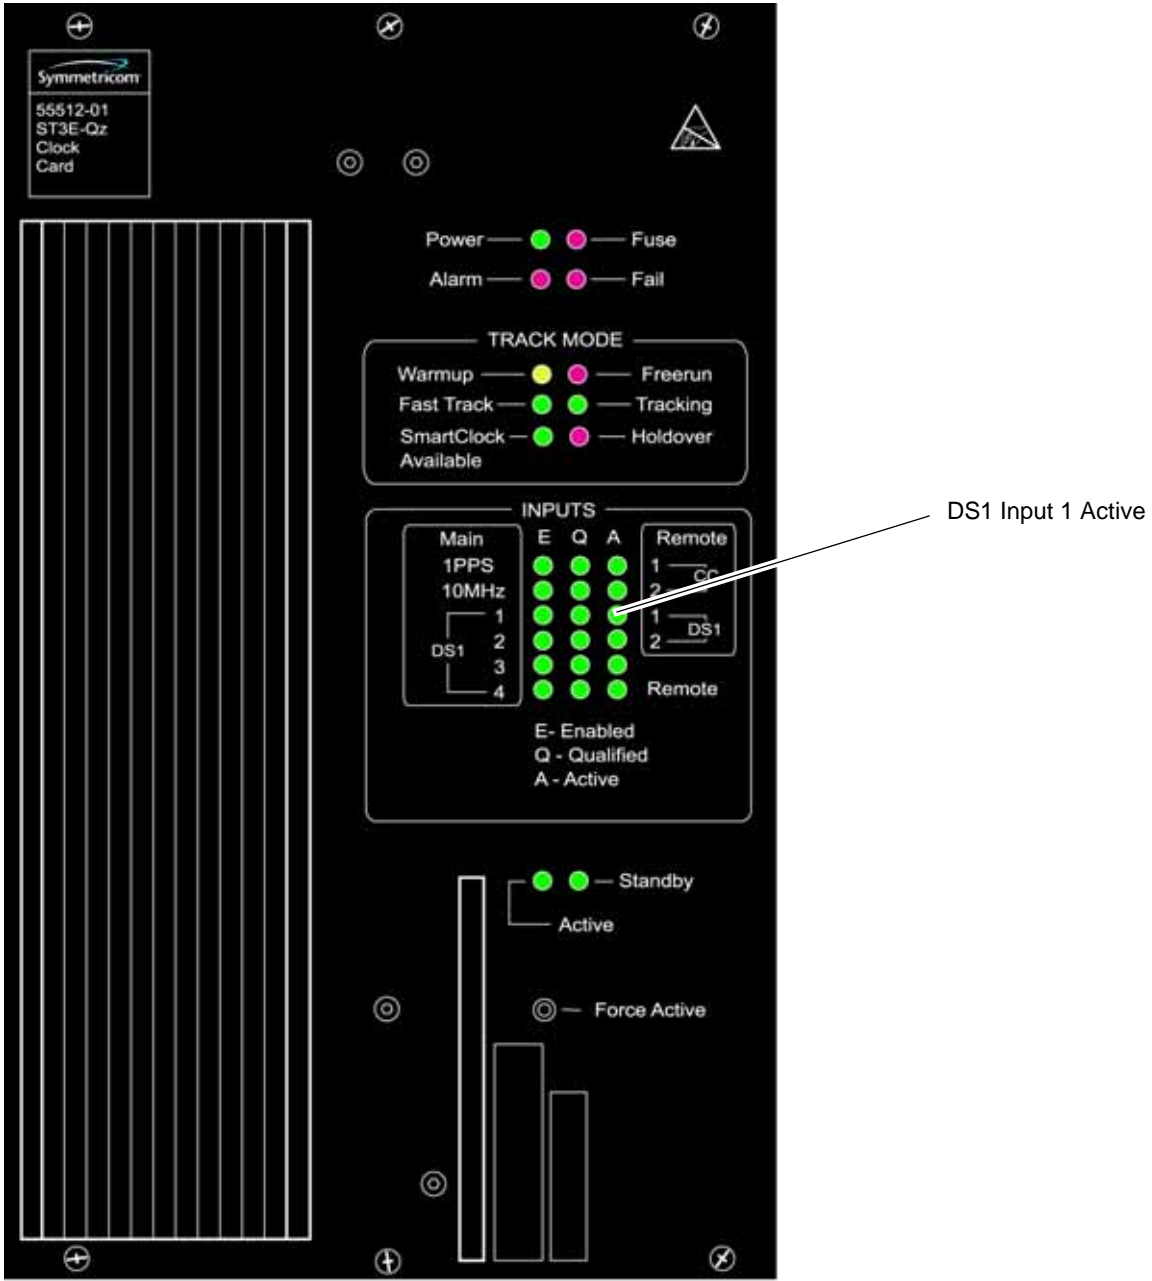 Symmetricom
55512-01
ST3E-Qz
Clock
Card
Power
Fuse
Alarm
Fail
TRACK MODE
Warmup
Freerun
Fast Track
Tracking
SmartClock
Available
Holdover
INPUTS
Main
E Q A
Remote
1PPS
1
10MHz
2
CC
1
1
2
2
DS1
DS1
3
4
Remote
E- Enabled
Q - Qualified
A - Active
Standby
Active
Force Active
DS1 Input 1 Active